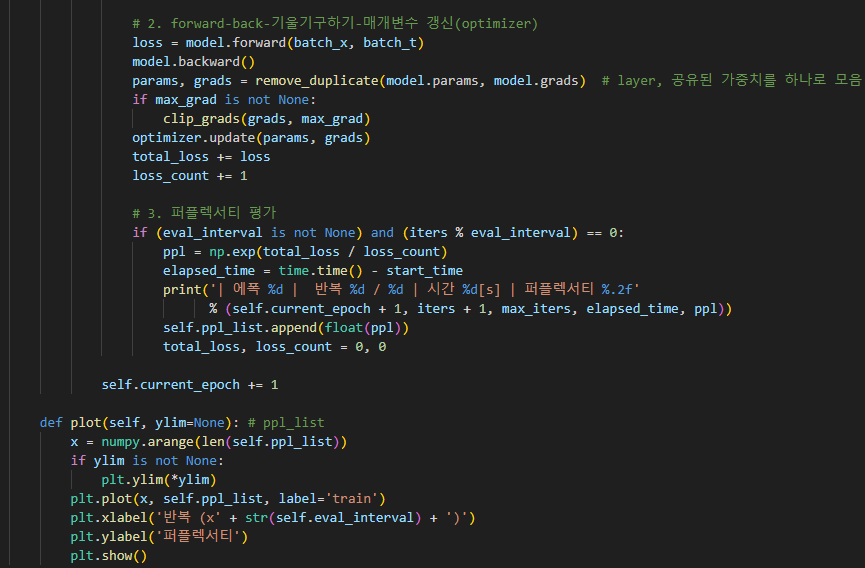 # 2. forward-back-기울기구하기-매개변수 갱신(optimizer)
loss = model.forward(batch_x, batch_t)
model.backward()
params, grads = remove_duplicate(model.params, model.grads)  # layer, 공유된 가중치를 하나로 모음
if max_grad is not None:
    clip_grads(grads, max_grad)
optimizer.update(params, grads)
total_loss += loss
loss_count += 1
# 3. 퍼플렉서티 평가
if (eval_interval is not None) and (iters % eval_interval) == 0:
    ppl = np.exp(total_loss / loss_count)
    elapsed_time = time.time() - start_time
    print('| 에폭 %d |  반복 %d / %d | 시간 %d[s] | 퍼플렉서티 %.2f'
          % (self.current_epoch + 1, iters + 1, max_iters, elapsed_time, ppl))
    self.ppl_list.append(float(ppl))
    total_loss, loss_count = 0, 0
self.current_epoch += 1
def plot(self, ylim=None): # ppl_list
    x = numpy.arange(len(self.ppl_list))
    if ylim is not None:
        plt.ylim(*ylim)
    plt.plot(x, self.ppl_list, label='train')
    plt.xlabel('반복 (x' + str(self.eval_interval) + ')')
    plt.ylabel('퍼플렉서티')
    plt.show()